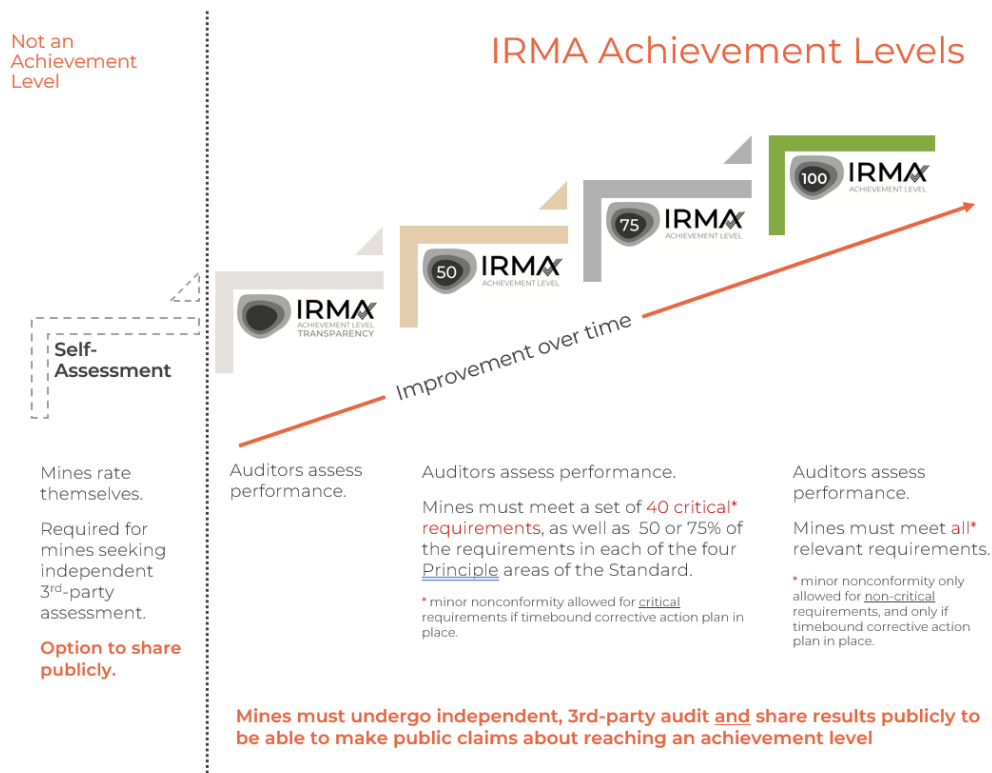 Not an
Achievement
Level
IRMA Achievement Levels
Self-
Assessment
IRMA
ACHIEVEMENT LEVEL
TRANSPARENCY
50
IRMA
ACHIEVEMENT LEVEL
75
IRMA
ACHIEVEMENT LEVEL
100
IRMA
ACHIEVEMENT LEVEL
Improvement over time
Mines rate
themselves.
Required for
mines seeking
independent
3rd-party
assessment.
Option to share
publicly.
Auditors assess
performance.
Auditors assess performance.
Mines must meet a set of 40 critical*
requirements, as well as 50 or 75% of
the requirements in each of the four
Principle areas of the Standard.
* minor nonconformity allowed for critical
requirements if timebound corrective action plan in
place.
Auditors assess
performance.
Mines must meet all*
relevant requirements.
* minor nonconformity only
allowed for non-critical
requirements, and only if
timebound corrective action
plan in place.
Mines must undergo independent, 3rd-party audit and share results publicly to
be able to make public claims about reaching an achievement level